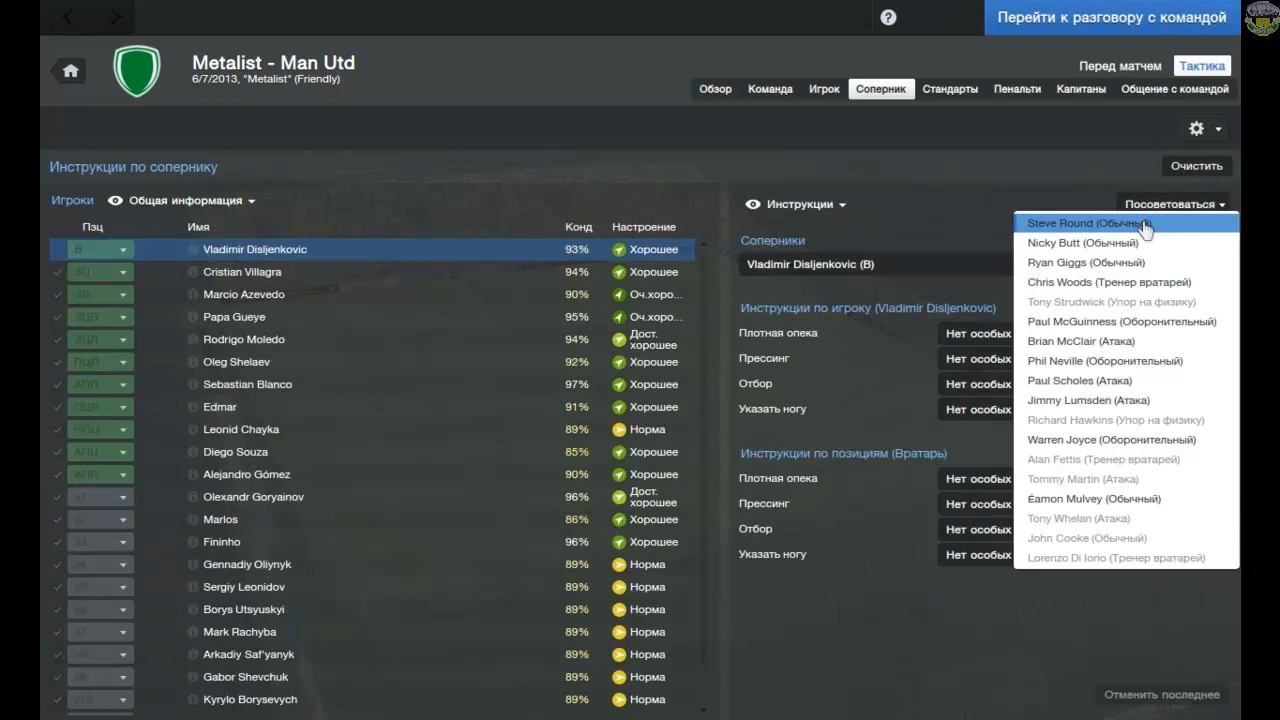 Перейти к разговору с командой
Metalist - Man Utd
6/7/2013, "Metalist" (Friendly)
Перед матчем
Тактика
Обзор
Команда
Игрок
Соперник
Стандарты
Пенальти
Капитаны
Общение с командой
Инструкции по сопернику
Очистить
Игроки
Общая информация
Пзц
Имя
Конд
Настроение
В
Vladimir Disljenkovic
93%
Хорошее
ЗП
Cristian Villagra
94%
Хорошее
ЗЛ
Marcio Azevedo
90%
Оч.хоро...
Papa Gueye
95%
Оч.хоро...
ЗЦЛ
Rodrigo Moledo
94%
Дост.
хорошее
ПЦП
Oleg Shelaev
92%
Хорошее
АПП
Sebastian Blanco
97%
Хорошее
ПЦЛ
Edmar
91%
Хорошее
Leonid Chayka
89%
Норма
АПЦ
Diego Souza
85%
Хорошее
АПЛ
Alejandro Gómez
90%
Хорошее
Olexandr Goryainov
96%
Дост.
хорошее
Marlos
86%
Хорошее
Fininho
96%
Хорошее
Gennadiy Oliynyk
89%
Норма
Sergiy Leonidov
89%
Норма
Borys Utsyuskyi
89%
Норма
Mark Rachyba
89%
Норма
Arkadiy Saf'yanyk
89%
Норма
Gabor Shevchuk
89%
Норма
Kyrylo Borysevych
89%
Норма
Инструкции
Посоветоваться
Соперники
Vladimir Disljenkovic (В)
Инструкции по игроку (Vladimir Disljenkovic)
Плотная опека
Нет особых
Прессинг
Нет особых
Отбор
Нет особых
Указать ногу
Нет особых
Инструкции по позициям (Вратарь)
Плотная опека
Нет особых
Прессинг
Нет особых
Отбор
Нет особых
Указать ногу
Нет особых
Steve Round (Обычный)
Nicky Butt (Обычный)
Ryan Giggs (Обычный)
Chris Woods (Тренер вратарей)
Tony Strudwick (Упор на физику)
Paul McGuinness (Оборонительный)
Brian McClair (Атака)
Phil Neville (Оборонительный)
Paul Scholes (Атака)
Jimmy Lumsden (Атака)
Richard Hawkins (Упор на физику)
Warren Joyce (Оборонительный)
Alan Fettis (Тренер вратарей)
Tommy Martin (Атака)
Éamon Mulvey (Обычный)
Tony Whelan (Атака)
John Cooke (Обычный)
Lorenzo Di Iorio (Тренер вратарей)
Отменить последнее